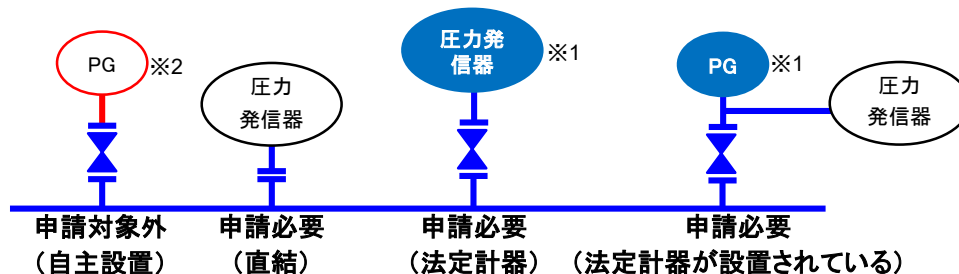 PG ※2
圧力
発信器
圧力発
信器 ※1
PG ※1
圧力
発信器
申請対象外
（自主設置）
申請必要
（直結）
申請必要
（法定計器）
申請必要
（法定計器が設置されている）